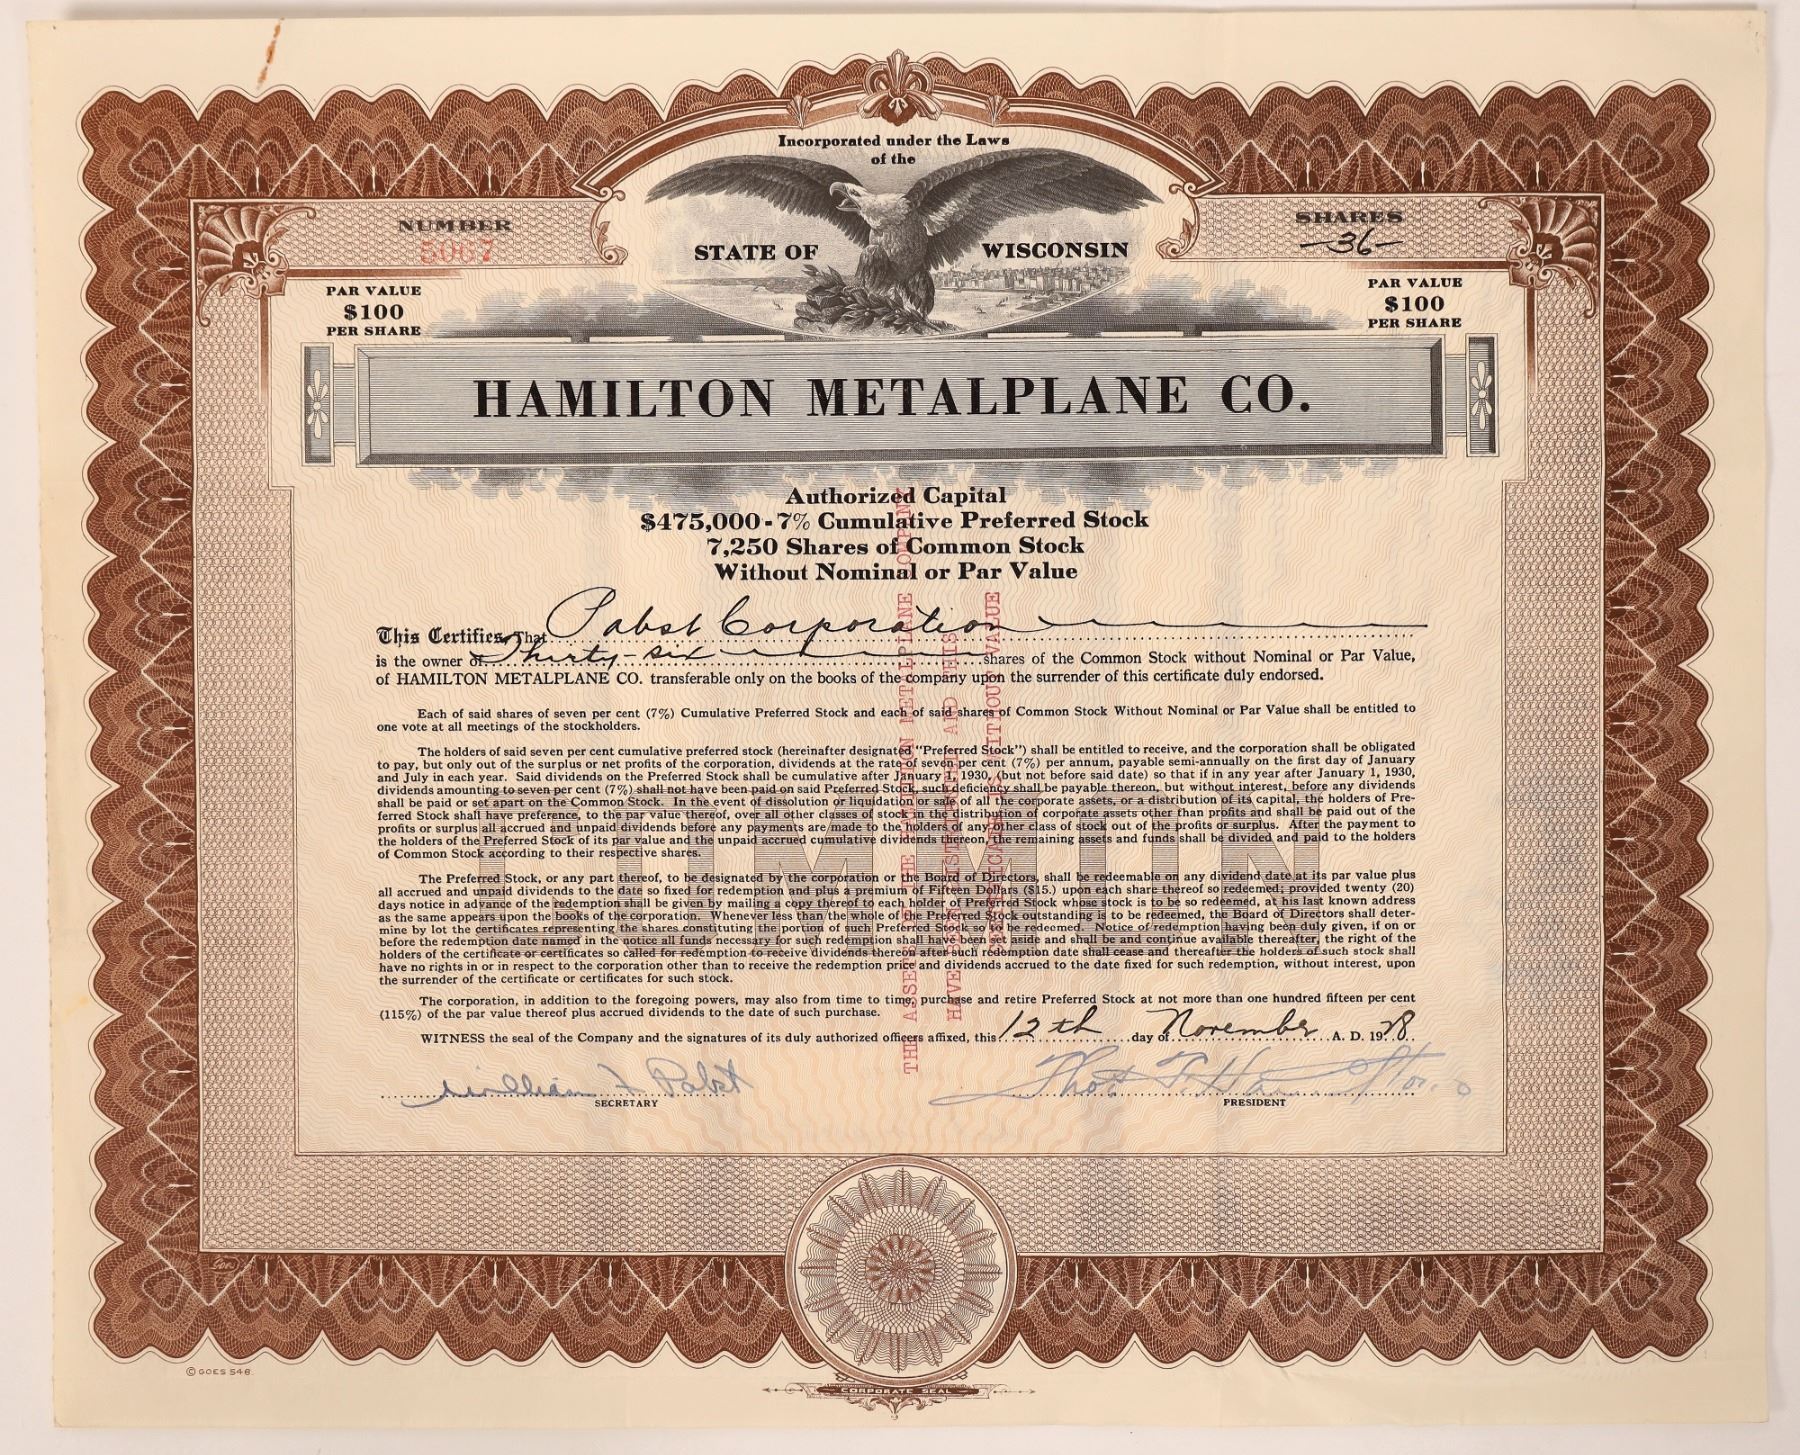 Incorporated under the Laws
of the
STATE OF WISCONSIN
NUMBER
5067
SHARES
-36-
PAR VALUE
$100
PER SHARE
PAR VALUE
$100
PER SHARE
HAMILTON METALPLANE CO.
Authorized Capital
$475,000-7% Cumulative Preferred Stock
7,250 Shares of Common Stock
Without Nominal or Par Value
This Certifies That Pabst Corporation
is the owner of Thirty-six shares of the Common Stock without Nominal or Par Value,
of HAMILTON METALPLANE CO. transferable only on the books of the company upon the surrender of this certificate duly endorsed.
Each of said shares of seven per cent (7%) Cumulative Preferred Stock and each of said shares of Common Stock Without Nominal or Par Value shall be entitled to
one vote at all meetings of the stockholders.
The holders of said seven per cent cumulative preferred stock (hereinafter designated "Preferred Stock") shall be entitled to receive, and the corporation shall be obligated
to pay, but only out of the surplus or net profits of the corporation, dividends at the rate of seven per cent (7%) per annum, payable semi-annually on the first day of January
and July in each year. Said dividends on the Preferred Stock shall be cumulative after January 1, 1930, (but not before said date) so that if in any year after January 1, 1930,
dividends amounting to seven per cent (7%) shall not have been paid on said Preferred Stock, such deficiency shall be payable thereon, but without interest, before any dividends
shall be paid or set apart on the Common Stock. In the event of dissolution or liquidation or sale of all the corporate assets, or a distribution of its capital, the holders of Pre-
ferred Stock shall have preference, to the par value thereof, over all other classes of stock in the distribution of corporate assets other than profits and shall be paid out of the
profits or surplus all accrued and unpaid dividends before any payments are made to the holders of any other class of stock out of the profits or surplus. After the payment to
the holders of the Preferred Stock of its par value and the unpaid accrued cumulative dividends thereon, the remaining assets and funds shall be divided and paid to the holders
of Common Stock according to their respective shares.
The Preferred Stock, or any part thereof, to be designated by the corporation or the Board of Directors, shall be redeemable on any dividend date at its par value plus
all accrued and unpaid dividends to the date so fixed for redemption and plus a premium of Fifteen Dollars ($15.) upon each share thereof so redeemed; provided twenty (20)
days notice in advance of the redemption shall be given by mailing a copy thereof to each holder of Preferred Stock whose stock is to be so redeemed, at his last known address
as the same appears upon the books of the corporation. Whenever less than the whole of the Preferred Stock outstanding is to be redeemed, the Board of Directors shall deter-
mine by lot the certificates representing the shares constituting the portion of such Preferred Stock so to be redeemed. Notice of redemption having been duly given, if on or
before the redemption date named in the notice all funds necessary for such redemption shall have been set aside and shall be and continue available thereafter, the right of the
holders of the certificate or certificates so called for redemption to receive dividends thereon after such redemption date shall cease and thereafter the holders of such stock shall
have no rights in or in respect to the corporation other than to receive the redemption price and dividends accrued to the date fixed for such redemption, without interest, upon
the surrender of the certificate or certificates for such stock.
The corporation, in addition to the foregoing powers, may also from time to time, purchase and retire Preferred Stock at not more than one hundred fifteen per cent
(115%) of the par value thereof plus accrued dividends to the date of such purchase.
WITNESS the seal of the Company and the signatures of its duly authorized officers affixed, this 12th day of November A. D. 1928.
William F. Pabst
SECRETARY
Thos F. Hamilton
PRESIDENT
COMMON
THE ASSETS OF THE HAMILTON METALPLANE COMPANY
HAVE BEEN DISTRIBUTED AND THIS
CERTIFICATE IS WITHOUT VALUE
© GOES 548
Goes
CORPORATE SEAL